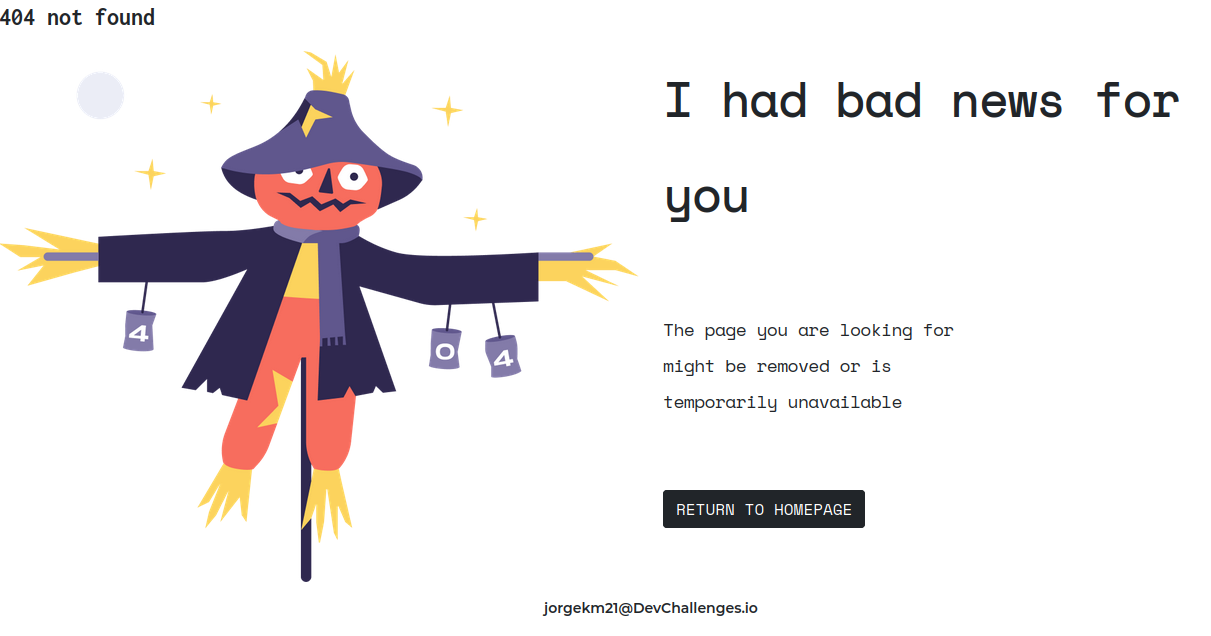 404 not found
I had bad news for
you
4
0
4
The page you are looking for
might be removed or is
temporarily unavailable
RETURN TO HOMEPAGE
jorgekm21@DevChallenges.io